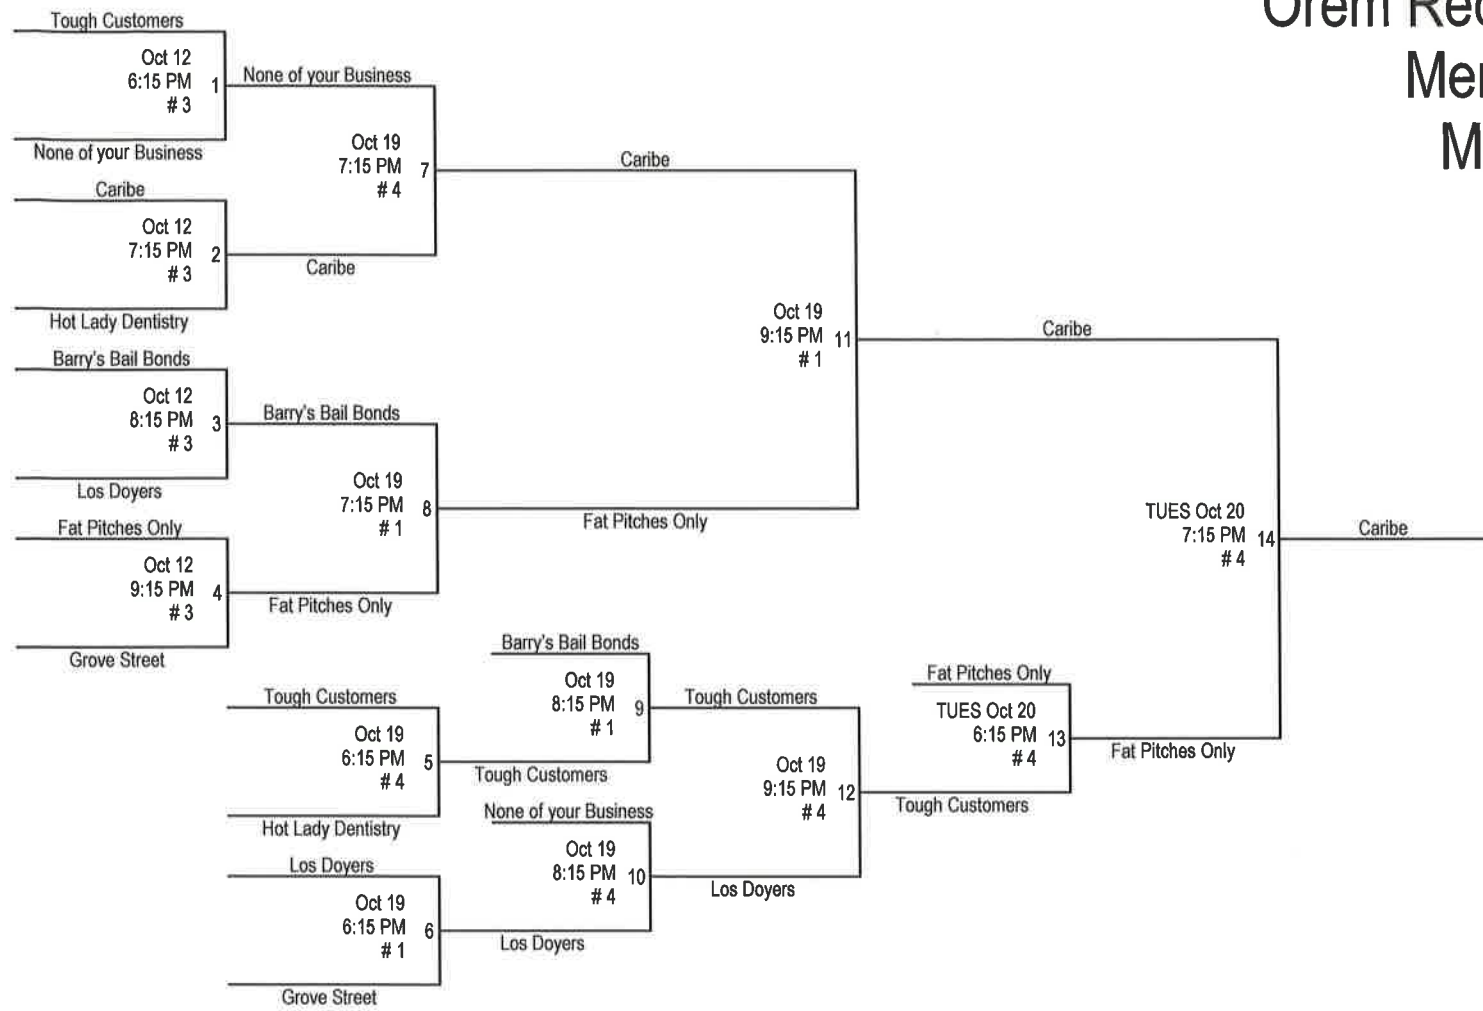 Orem Rec
Men
M
Tough Customers
Oct 12
6:15 PM 1
# 3
None of your Business
None of your Business
Caribe
Oct 12
7:15 PM 2
# 3
Hot Lady Dentistry
Caribe
Oct 19
7:15 PM 7
# 4
Caribe
Barry's Bail Bonds
Oct 12
8:15 PM 3
# 3
Los Doyers
Barry's Bail Bonds
Fat Pitches Only
Oct 12
9:15 PM 4
# 3
Grove Street
Fat Pitches Only
Oct 19
7:15 PM 8
# 1
Fat Pitches Only
Oct 19
9:15 PM 11
# 1
Caribe
Tough Customers
Oct 19
6:15 PM 5
# 4
Hot Lady Dentistry
Los Doyers
Oct 19
6:15 PM 6
# 1
Grove Street
Barry's Bail Bonds
Oct 19
8:15 PM 9
# 1
Tough Customers
None of your Business
Oct 19
8:15 PM 10
# 4
Los Doyers
Tough Customers
Oct 19
9:15 PM 12
# 4
Los Doyers
Fat Pitches Only
TUES Oct 20
6:15 PM 13
# 4
Tough Customers
Fat Pitches Only
TUES Oct 20
7:15 PM 14
# 4
Caribe